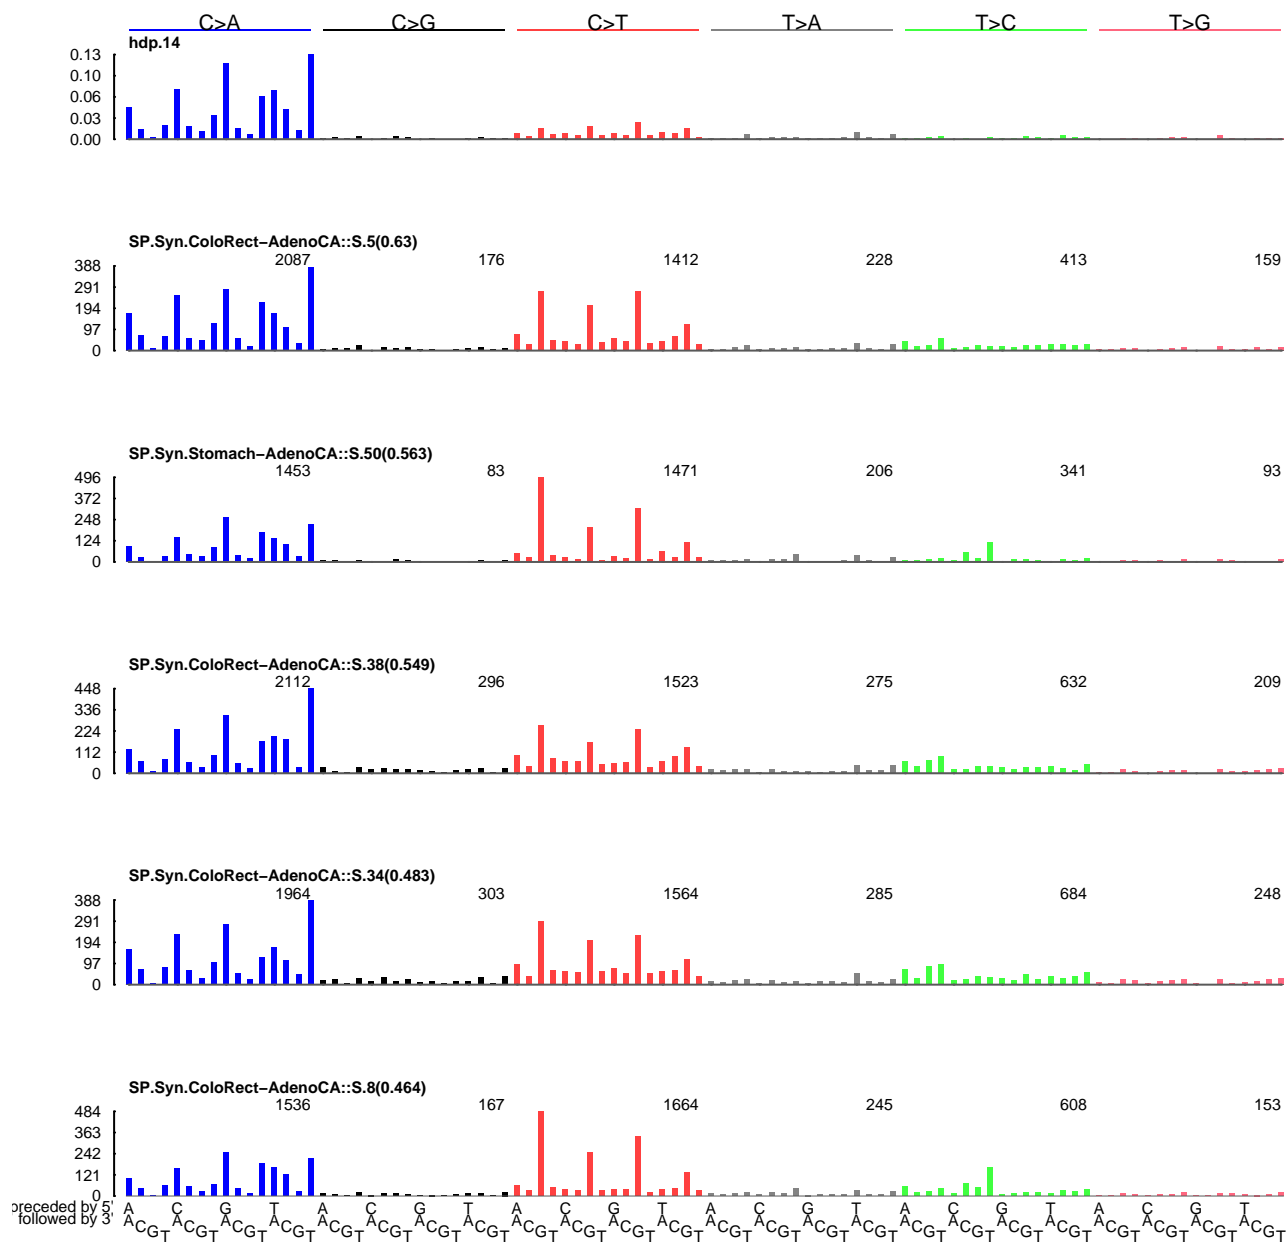 C>A C>G C>T T>A T>C T>G
hdp.14
0.13
0.10
0.06
0.03
0.00
SP.Syn.ColoRect−AdenoCA::S.5(0.63)
2087 176 1412 228 413 159
388
291
194
97
0
SP.Syn.Stomach−AdenoCA::S.50(0.563)
1453 83 1471 206 341 93
496
372
248
124
0
SP.Syn.ColoRect−AdenoCA::S.38(0.549)
2112 296 1523 275 632 209
448
336
224
112
0
SP.Syn.ColoRect−AdenoCA::S.34(0.483)
1964 303 1564 285 684 248
388
291
194
97
0
SP.Syn.ColoRect−AdenoCA::S.8(0.464)
1536 167 1664 245 608 153
484
363
242
121
0
preceded by 5' A C G T A C G T A C G T A C G T A C G T A C G T
followed by 3' A C G T A C G T A C G T A C G T A C G T A C G T A C G T A C G T A C G T A C G T A C G T A C G T A C G T A C G T A C G T A C G T A C G T A C G T A C G T A C G T A C G T A C G T A C G T A C G T